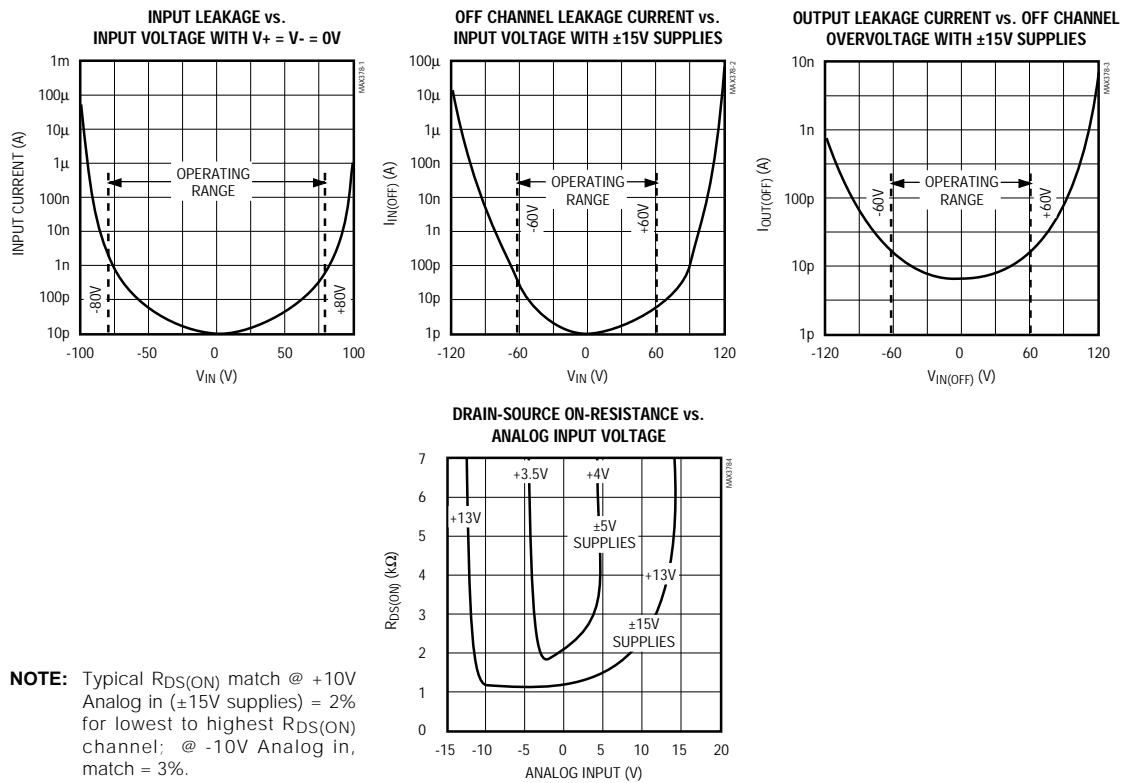 INPUT LEAKAGE vs.
INPUT VOLTAGE WITH V+ = V- = 0V
1m
100µ
10µ
1µ
100n
10n
1n
100p
10p
INPUT CURRENT (A)
OPERATING
RANGE
-80V
+80V
MAX378-1
-100
-50
0
50
100
VIN (V)
OFF CHANNEL LEAKAGE CURRENT vs.
INPUT VOLTAGE WITH ±15V SUPPLIES
100µ
10µ
1µ
100n
10n
1n
100p
10p
1p
IIN(OFF) (A)
OPERATING
RANGE
-60V
+60V
MAX378-2
-120
-60
0
60
120
VIN (V)
OUTPUT LEAKAGE CURRENT vs. OFF CHANNEL
OVERVOLTAGE WITH ±15V SUPPLIES
10n
1n
100p
10p
1p
IOUT(OFF) (A)
OPERATING
RANGE
-60V
+60V
MAX378-3
-120
-60
0
60
120
VIN(OFF) (V)
DRAIN-SOURCE ON-RESISTANCE vs.
ANALOG INPUT VOLTAGE
7
6
5
4
3
2
1
0
RDS(ON) (kΩ)
+13V
+3.5V
+4V
±5V
SUPPLIES
+13V
±15V
SUPPLIES
MAX3784
-15
-10
-5
0
5
10
15
20
ANALOG INPUT (V)
NOTE: Typical RDS(ON) match @ +10V
Analog in (±15V supplies) = 2%
for lowest to highest RDS(ON)
channel; @ -10V Analog in,
match = 3%.